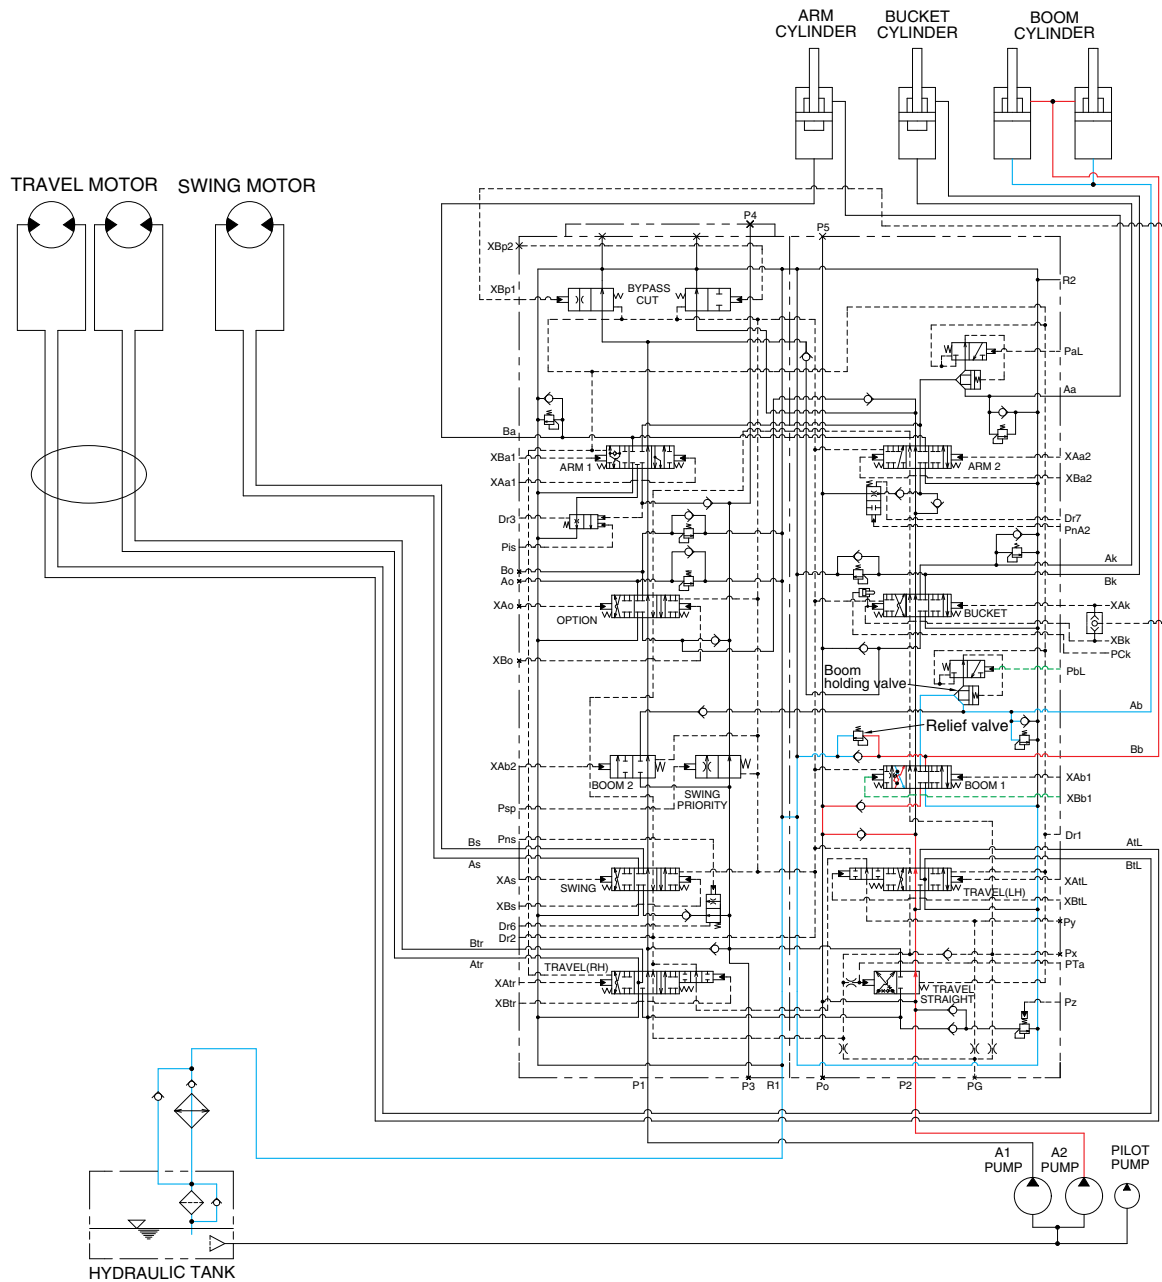 ARM
CYLINDER
BUCKET
CYLINDER
BOOM
CYLINDER
TRAVEL MOTOR
SWING MOTOR
P4
P5
XBp2
XBp1
BYPASS
CUT
R2
PaL
Aa
Ba
XBa1
ARM 1
XAa1
ARM 2
XAa2
XBa2
Dr3
Pis
Dr7
PnA2
Bo
Ao
Ak
Bk
XAo
OPTION
BUCKET
XAk
XBo
XBk
PCk
PbL
Boom
holding valve
Ab
Relief valve
Bb
XAb2
BOOM 2
SWING
PRIORITY
BOOM 1
XAb1
XBb1
Psp
Pns
Dr1
Bs
As
AtL
BtL
XAs
SWING
TRAVEL(LH)
XAtL
XBs
XBtL
Dr6
Dr2
Py
Btr
Atr
TRAVEL(RH)
Px
PTa
XAtr
XBtr
TRAVEL
STRAIGHT
Pz
P1
P3
R1
Po
P2
PG
A1
PUMP
A2
PUMP
PILOT
PUMP
HYDRAULIC TANK